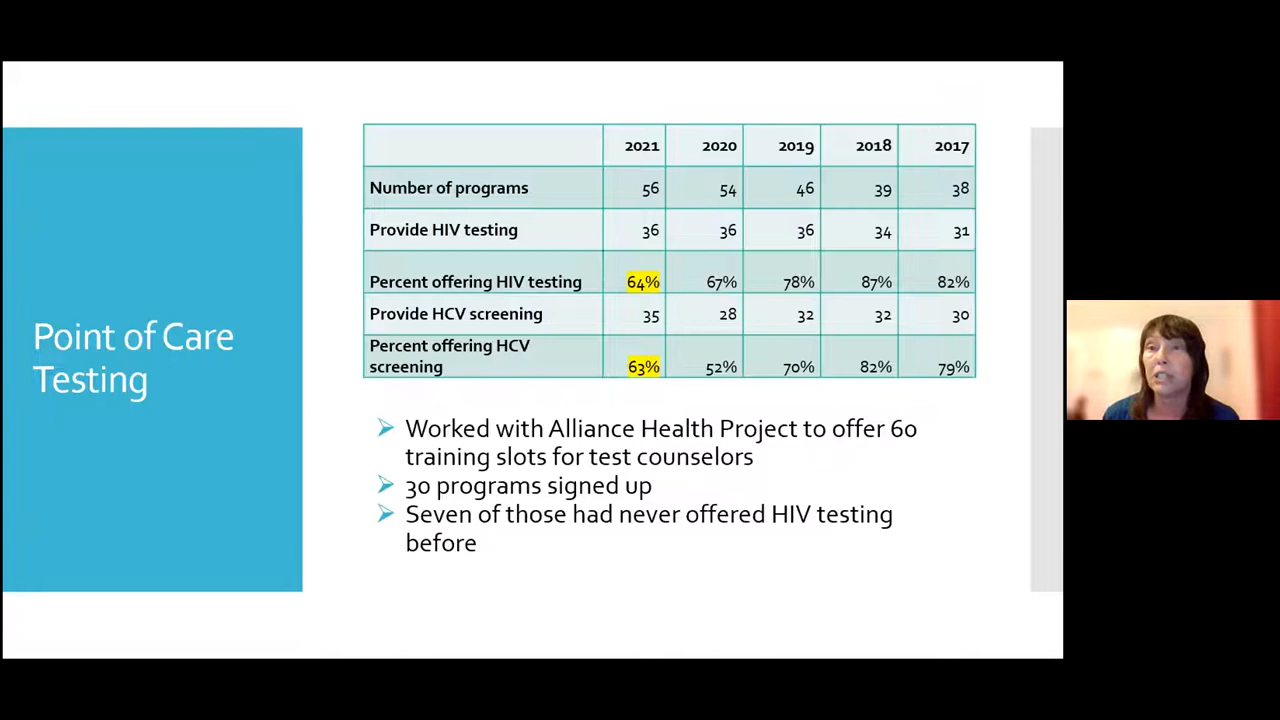 Point of Care
Testing
2021 2020 2019 2018 2017
Number of programs 56 54 46 39 38
Provide HIV testing 36 36 36 34 31
Percent offering HIV testing 64% 67% 78% 87% 82%
Provide HCV screening 35 28 32 32 30
Percent offering HCV
screening 63% 52% 70% 82% 79%
Worked with Alliance Health Project to offer 60
training slots for test counselors
30 programs signed up
Seven of those had never offered HIV testing
before